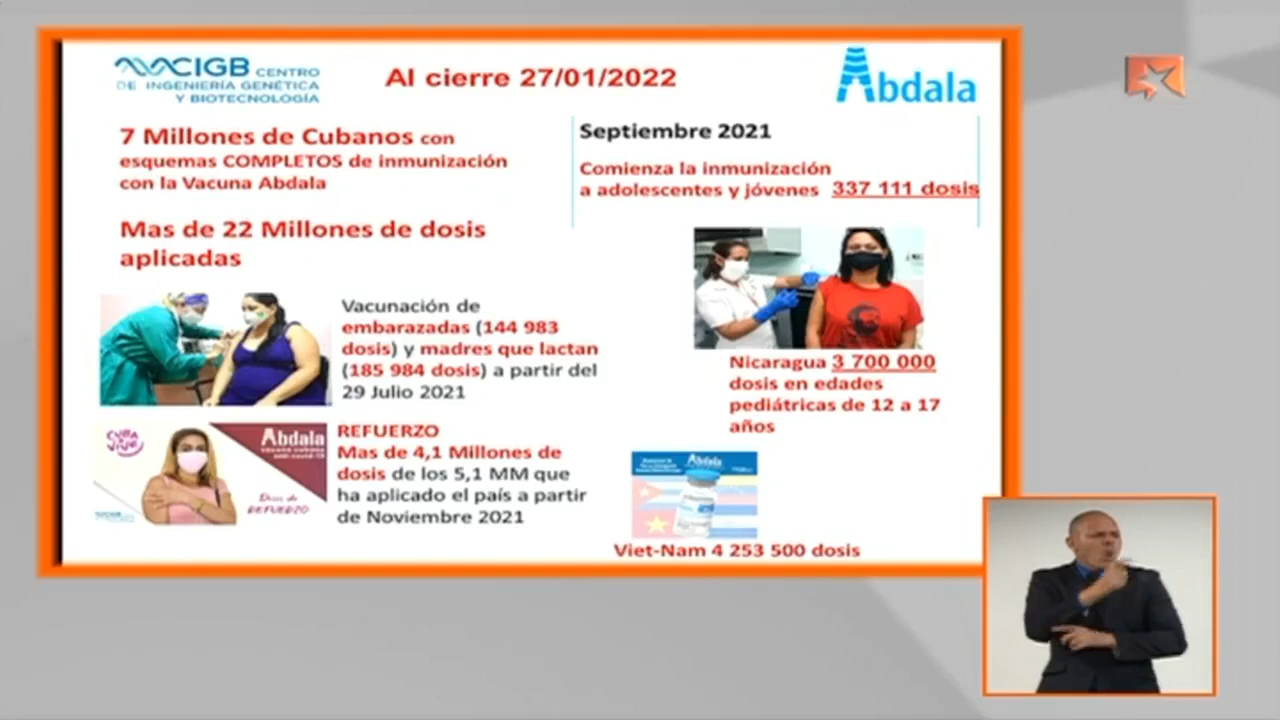 CIGB CENTRO
DE INGENIERÍA GENÉTICA
Y BIOTECNOLOGÍA
Al cierre 27/01/2022
Abdala
7 Millones de Cubanos con
esquemas COMPLETOS de inmunización
con la Vacuna Abdala
Mas de 22 Millones de dosis
aplicadas
Septiembre 2021
Comienza la inmunización
a adolescentes y jóvenes 337 111 dosis
Vacunación de
embarazadas (144 983
dosis) y madres que lactan
(185 984 dosis) a partir del
29 Julio 2021
Nicaragua 3 700 000
dosis en edades
pediátricas de 12 a 17
años
CUBA
VIVE
Abdala
Dosis de
REFUERZO
REFUERZO
Mas de 4,1 Millones de
dosis de los 5,1 MM que
ha aplicado el país a partir
de Noviembre 2021
Abdala
Viet-Nam 4 253 500 dosis